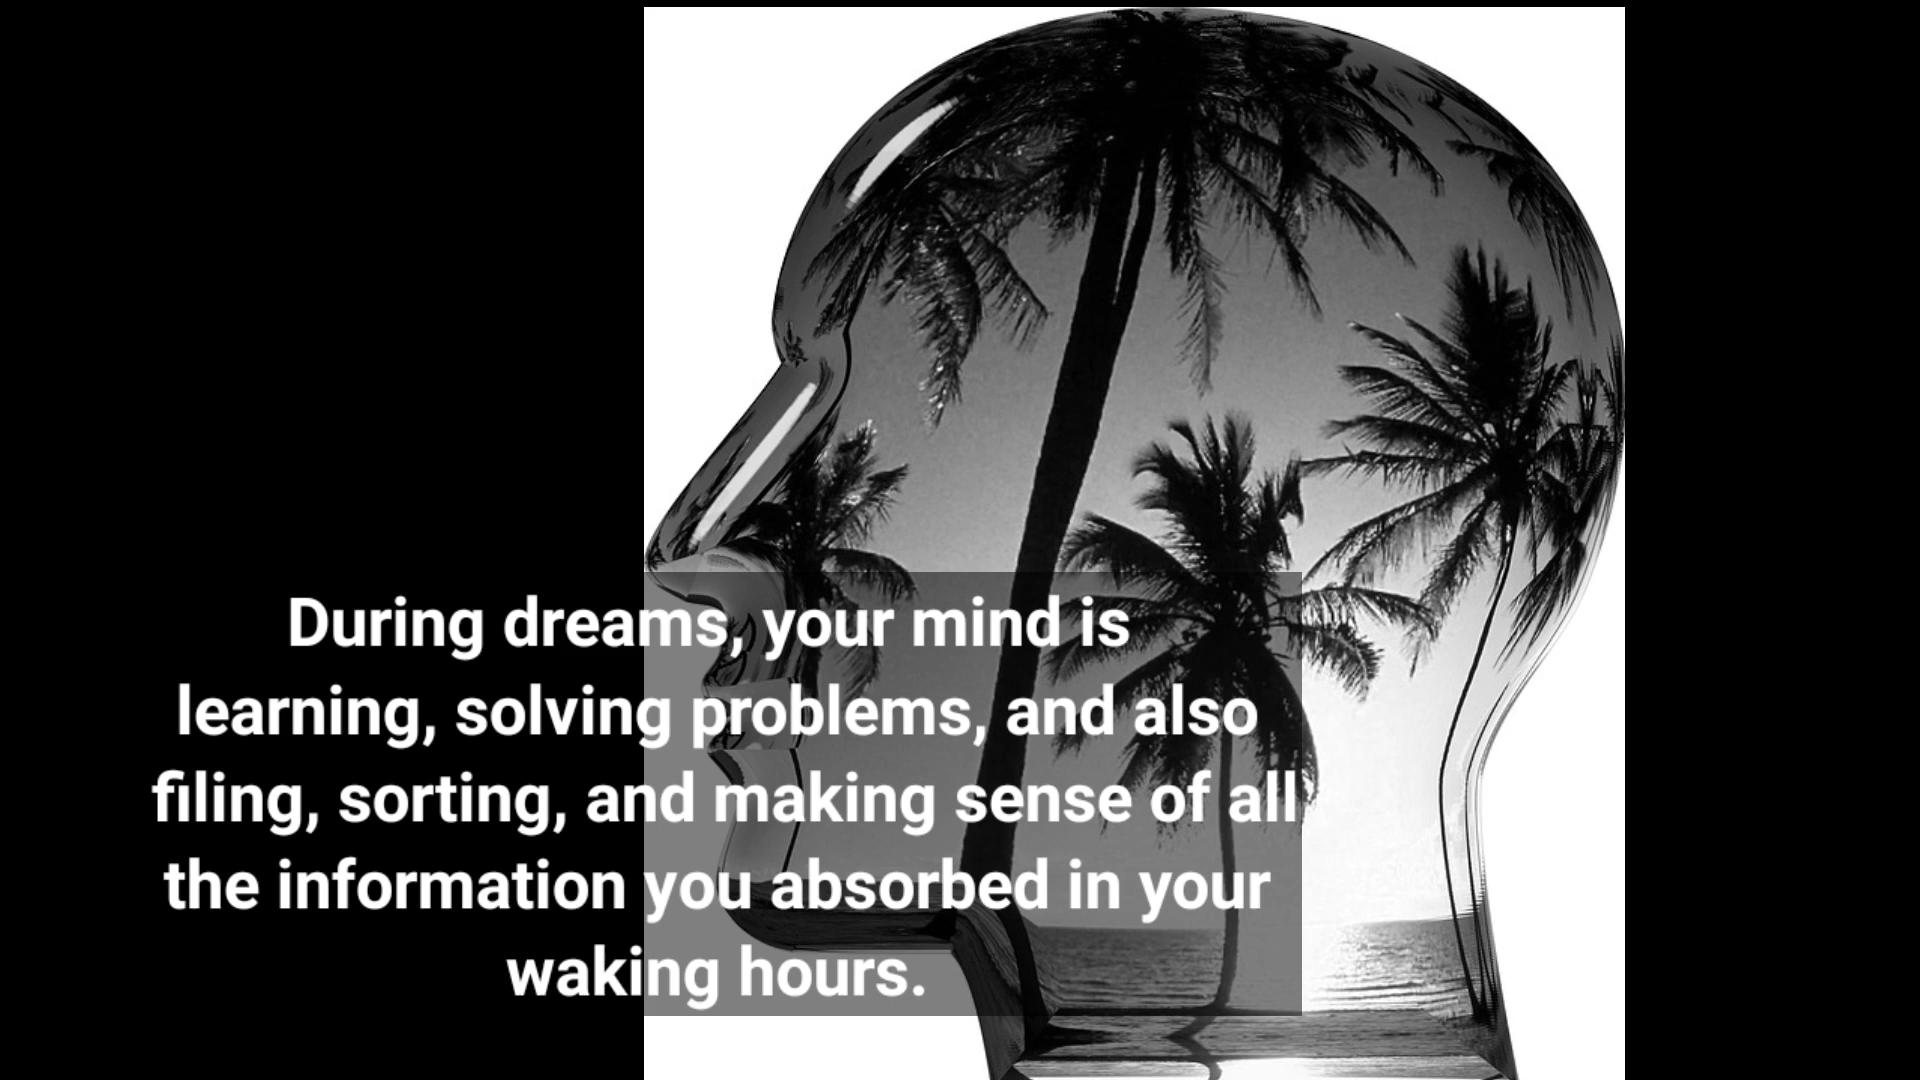 During dreams, your mind is
learning, solving problems, and also
filing, sorting, and making sense of all
the information you absorbed in your
waking hours.